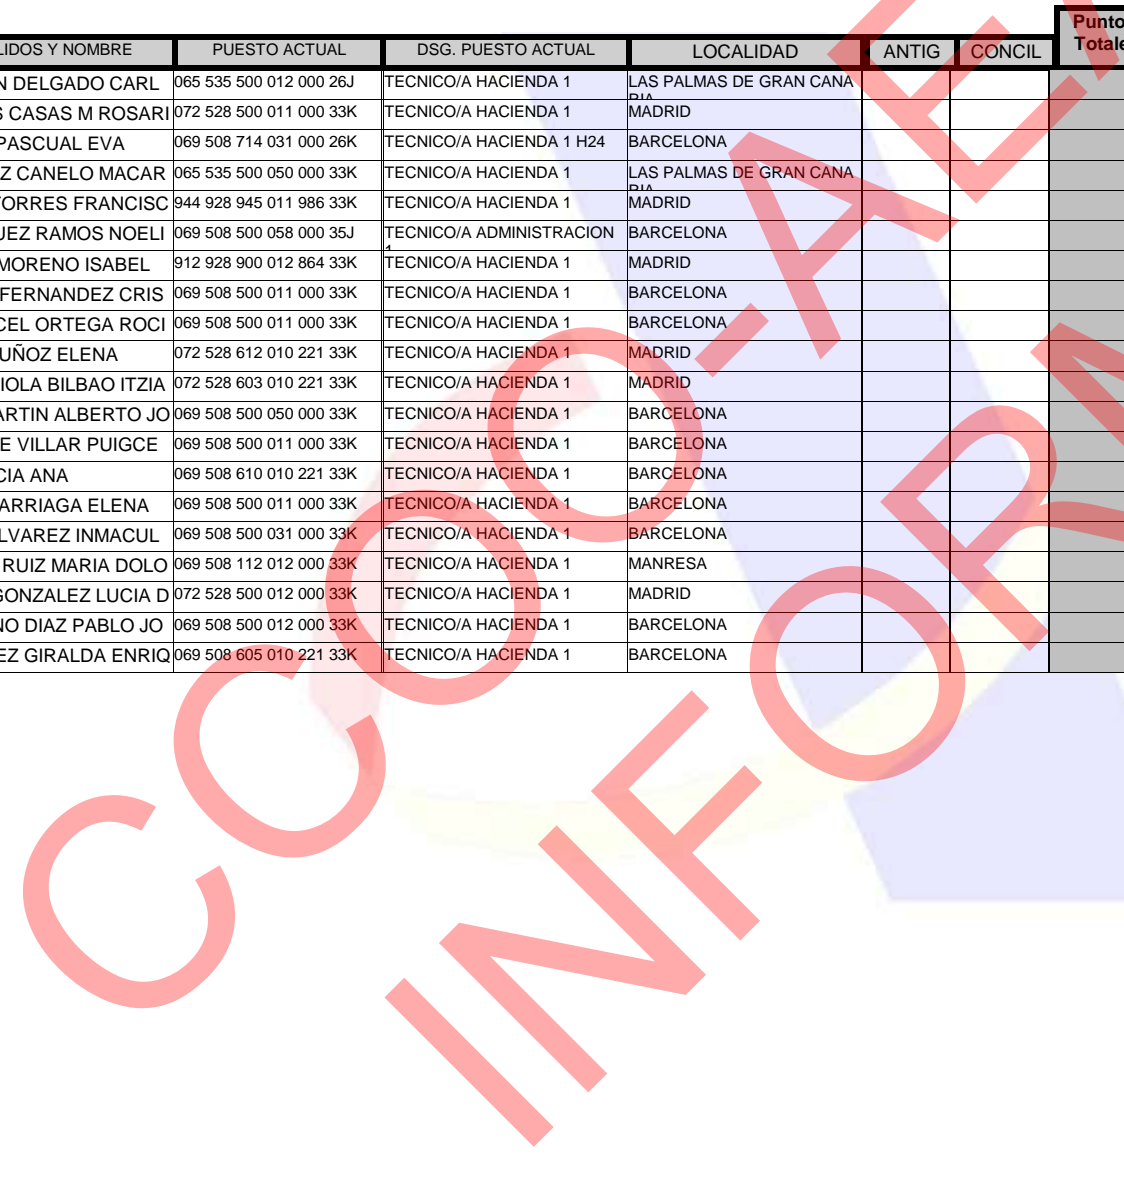 Punto
LIDOS Y NOMBRE PUESTO ACTUAL DSG. PUESTO ACTUAL LOCALIDAD ANTIG CONCIL Totale
N DELGADO CARL 065 535 500 012 000 26J TECNICO/A HACIENDA 1 LAS PALMAS DE GRAN CANA
RIA
S CASAS M ROSARI 072 528 500 011 000 33K TECNICO/A HACIENDA 1 MADRID
PASCUAL EVA 069 508 714 031 000 26K TECNICO/A HACIENDA 1 H24 BARCELONA
Z CANELO MACAR 065 535 500 050 000 33K TECNICO/A HACIENDA 1 LAS PALMAS DE GRAN CANA
RIA
TORRES FRANCISC 944 928 945 011 986 33K TECNICO/A HACIENDA 1 MADRID
UEZ RAMOS NOELI 069 508 500 058 000 35J TECNICO/A ADMINISTRACION BARCELONA
1
MORENO ISABEL 912 928 900 012 864 33K TECNICO/A HACIENDA 1 MADRID
FERNANDEZ CRIS 069 508 500 011 000 33K TECNICO/A HACIENDA 1 BARCELONA
CEL ORTEGA ROCI 069 508 500 011 000 33K TECNICO/A HACIENDA 1 BARCELONA
UÑOZ ELENA 072 528 612 010 221 33K TECNICO/A HACIENDA 1 MADRID
IOLA BILBAO ITZIA 072 528 603 010 221 33K TECNICO/A HACIENDA 1 MADRID
ARTIN ALBERTO JO 069 508 500 050 000 33K TECNICO/A HACIENDA 1 BARCELONA
E VILLAR PUIGCE 069 508 500 011 000 33K TECNICO/A HACIENDA 1 BARCELONA
CIA ANA 069 508 610 010 221 33K TECNICO/A HACIENDA 1 BARCELONA
ARRIAGA ELENA 069 508 500 011 000 33K TECNICO/A HACIENDA 1 BARCELONA
LVAREZ INMACUL 069 508 500 031 000 33K TECNICO/A HACIENDA 1 BARCELONA
RUIZ MARIA DOLO 069 508 112 012 000 33K TECNICO/A HACIENDA 1 MANRESA
GONZALEZ LUCIA D 072 528 500 012 000 33K TECNICO/A HACIENDA 1 MADRID
NO DIAZ PABLO JO 069 508 500 012 000 33K TECNICO/A HACIENDA 1 BARCELONA
EZ GIRALDA ENRIQ 069 508 605 010 221 33K TECNICO/A HACIENDA 1 BARCELONA
CCOO-AEA
INFORM